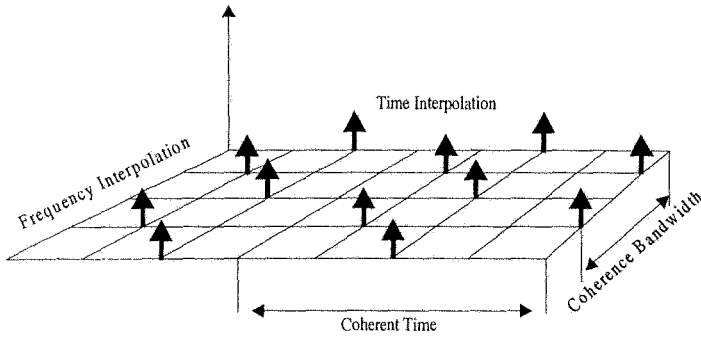 Time Interpolation
Frequency Interpolation
Coherence Bandwidth
Coherent Time